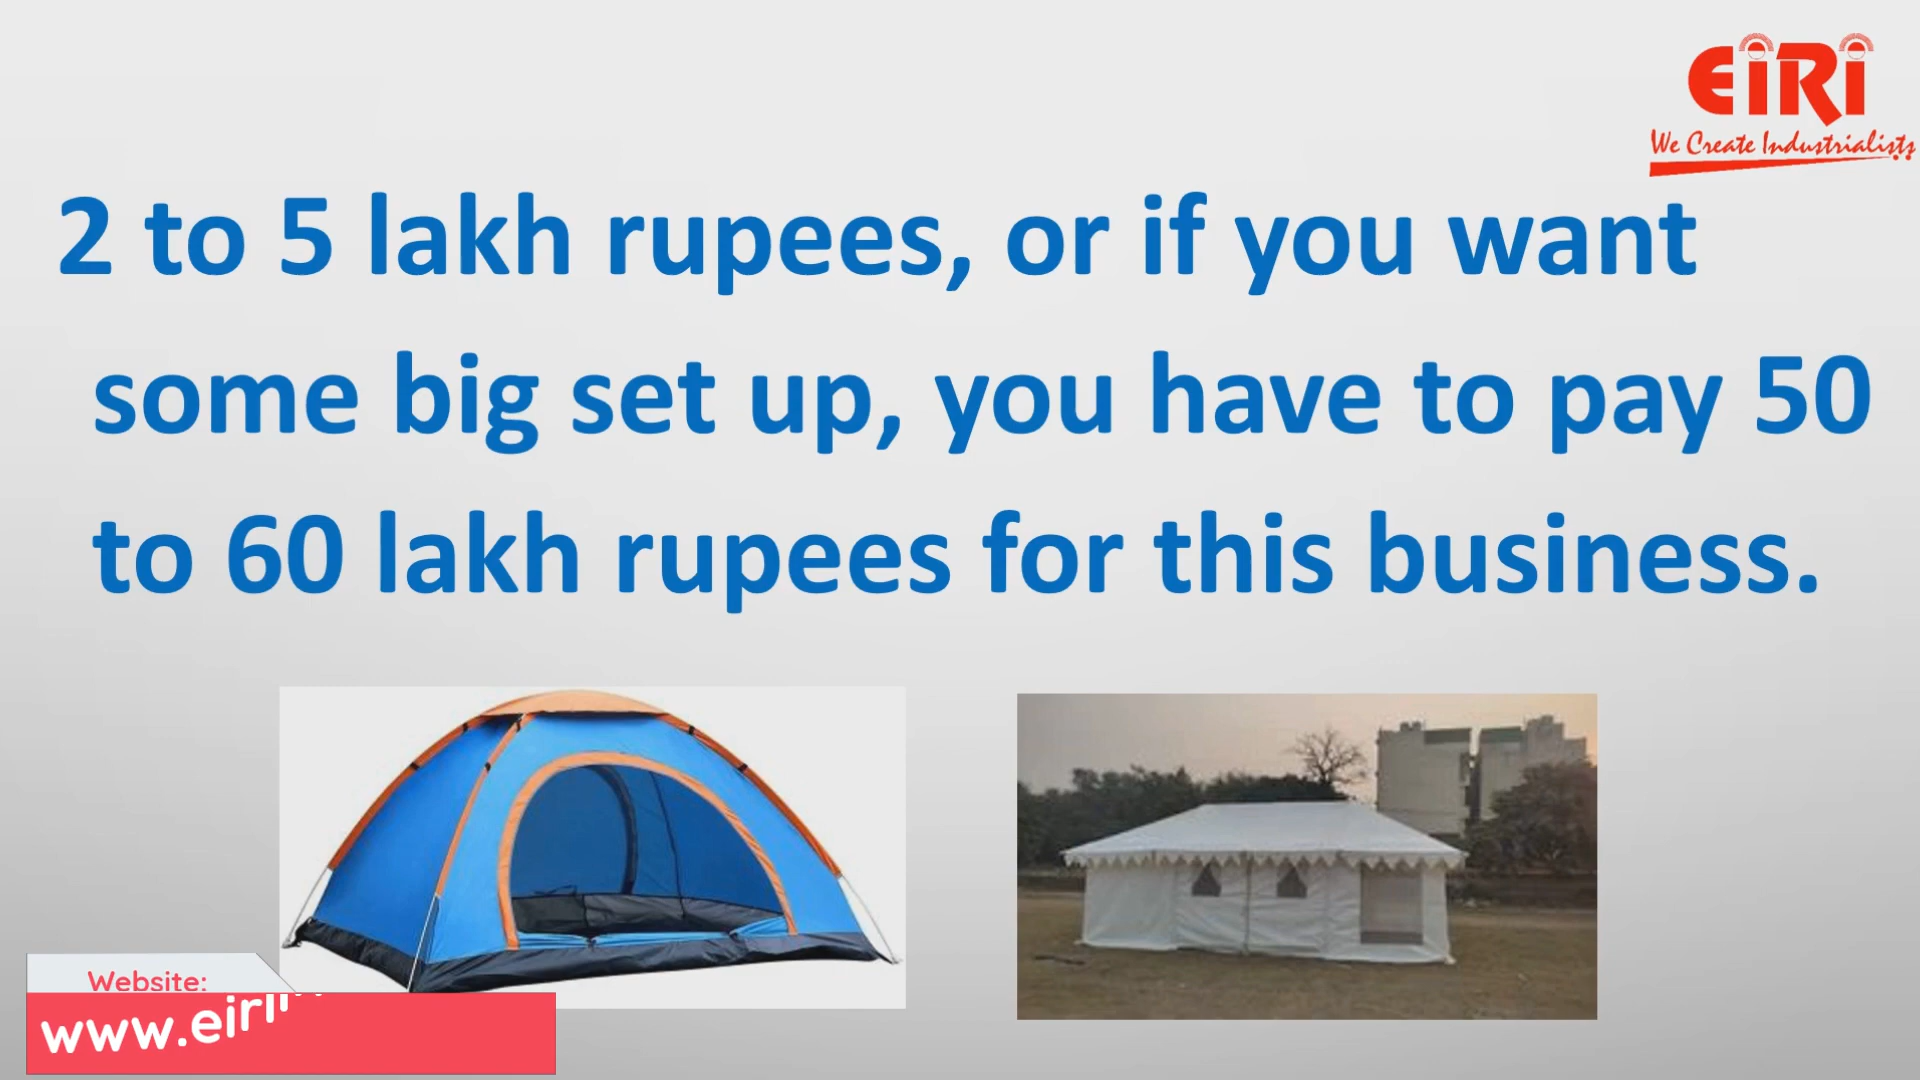 EiRi
We Create Industrialists
2 to 5 lakh rupees, or if you want
some big set up, you have to pay 50
to 60 lakh rupees for this business.
Website: